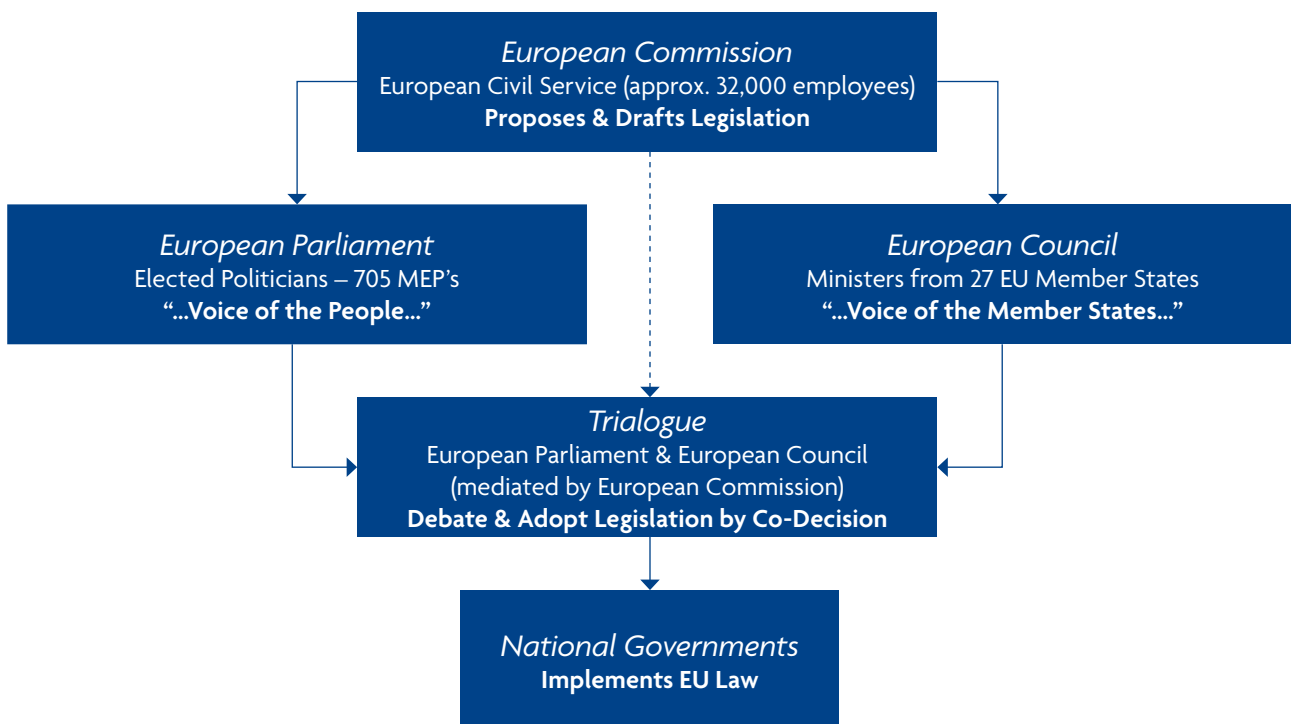 European Commission
European Civil Service (approx. 32,000 employees)
Proposes & Drafts Legislation
European Parliament
Elected Politicians – 705 MEP’s
“...Voice of the People...”
European Council
Ministers from 27 EU Member States
“...Voice of the Member States...”
Trialogue
European Parliament & European Council
(mediated by European Commission)
Debate & Adopt Legislation by Co-Decision
National Governments
Implements EU Law